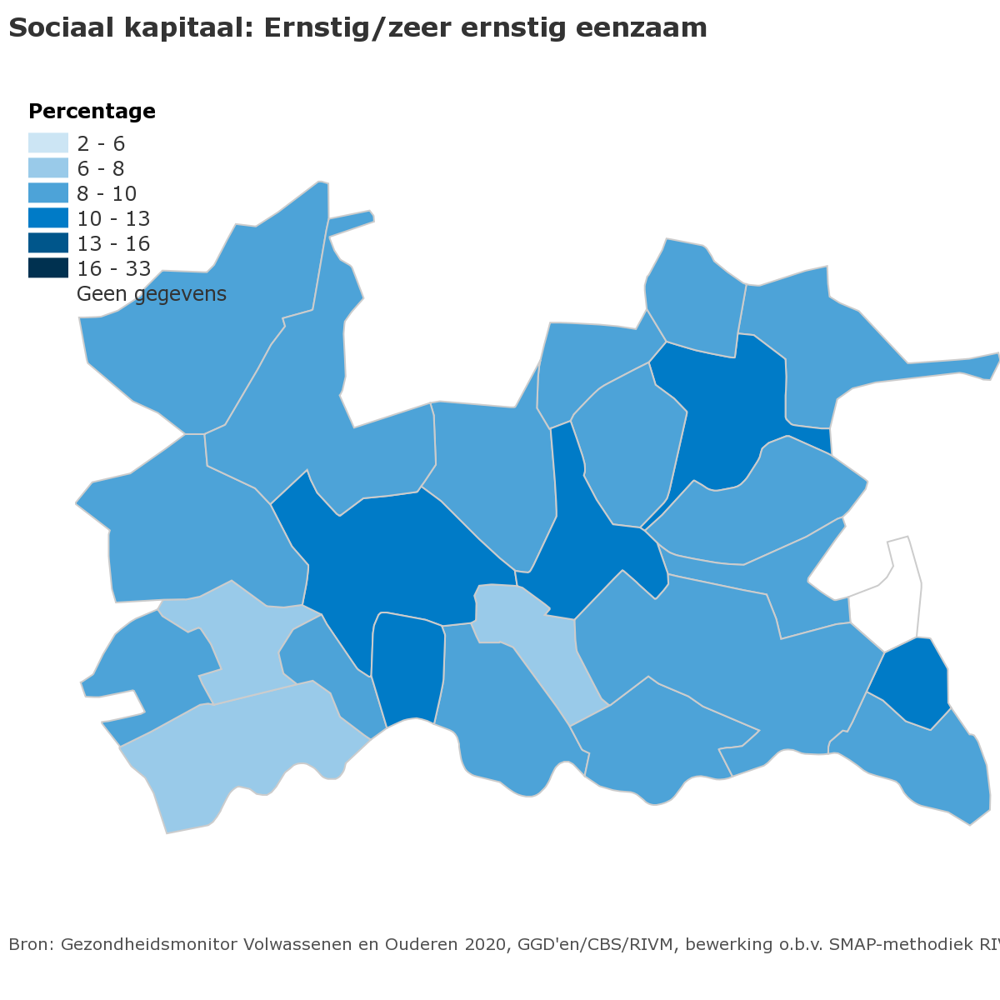 Sociaal kapitaal: Ernstig/zeer ernstig eenzaam
Percentage
2 - 6
6 - 8
8 - 10
10 - 13
13 - 16
16 - 33
Geen gegevens
Bron: Gezondheidsmonitor Volwassenen en Ouderen 2020, GGD'en/CBS/RIVM, bewerking o.b.v. SMAP-methodiek